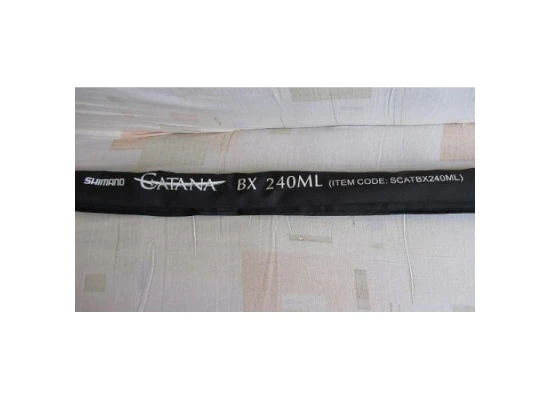 SHIMANO CATANA BX 240ML (ITEM CODE: SCATBX240ML)